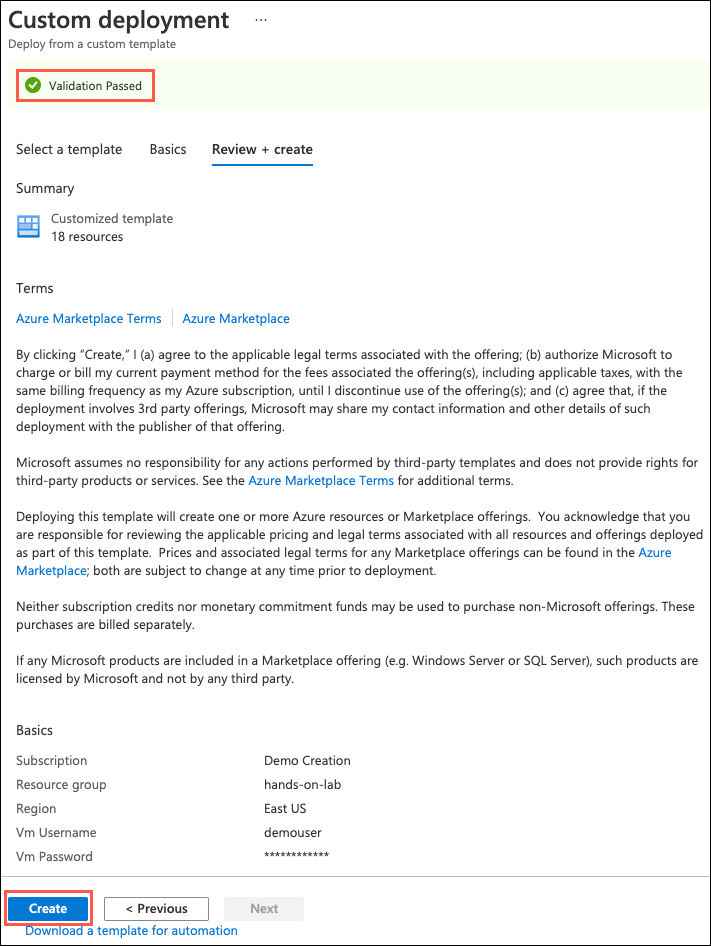 Custom deployment ...
Deploy from a custom template
Validation Passed
Select a template Basics Review + create
Summary
Customized template
18 resources
Terms
Azure Marketplace Terms Azure Marketplace
By clicking “Create,” I (a) agree to the applicable legal terms associated with the offering; (b) authorize Microsoft to
charge or bill my current payment method for the fees associated the offering(s), including applicable taxes, with the
same billing frequency as my Azure subscription, until I discontinue use of the offering(s); and (c) agree that, if the
deployment involves 3rd party offerings, Microsoft may share my contact information and other details of such
deployment with the publisher of that offering.
Microsoft assumes no responsibility for any actions performed by third-party templates and does not provide rights for
third-party products or services. See the Azure Marketplace Terms for additional terms.
Deploying this template will create one or more Azure resources or Marketplace offerings. You acknowledge that you
are responsible for reviewing the applicable pricing and legal terms associated with all resources and offerings deployed
as part of this template. Prices and associated legal terms for any Marketplace offerings can be found in the Azure
Marketplace; both are subject to change at any time prior to deployment.
Neither subscription credits nor monetary commitment funds may be used to purchase non-Microsoft offerings. These
purchases are billed separately.
If any Microsoft products are included in a Marketplace offering (e.g. Windows Server or SQL Server), such products are
licensed by Microsoft and not by any third party.
Basics
Subscription Demo Creation
Resource group hands-on-lab
Region East US
Vm Username demouser
Vm Password ************
Create < Previous Next
Download a template for automation